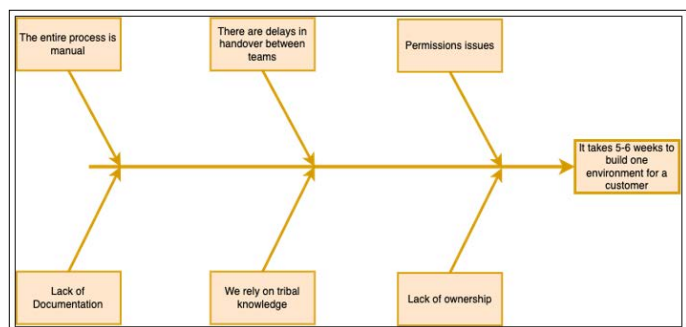 The entire process is
manual
There are delays in
handover between
teams
Permissions issues
It takes 5-6 weeks to
build one
environment for a
customer
Lack of
Documentation
We rely on tribal
knowledge
Lack of ownership